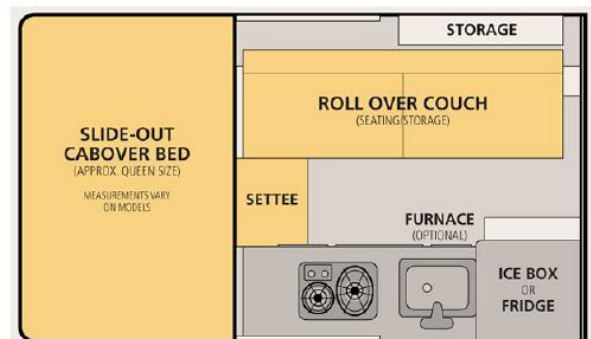 STORAGE
ROLL OVER COUCH
(SEATING/STORAGE)
SLIDE-OUT
CABOVER BED
(APPROX. QUEEN SIZE)
MEASUREMENTS VARY
ON MODELS
SETTEE
FURNACE
(OPTIONAL)
ICE BOX
OR
FRIDGE